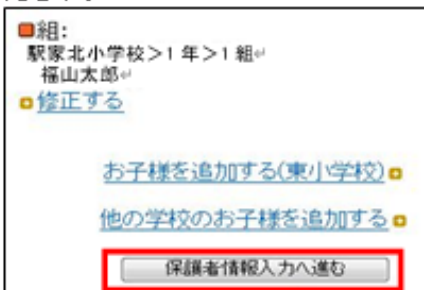 ■組:
駅家北小学校>1年>1組↵
福山太郎↵
修正する
お子様を追加する(東小学校)
他の学校のお子様を追加する
保護者情報入力へ進む